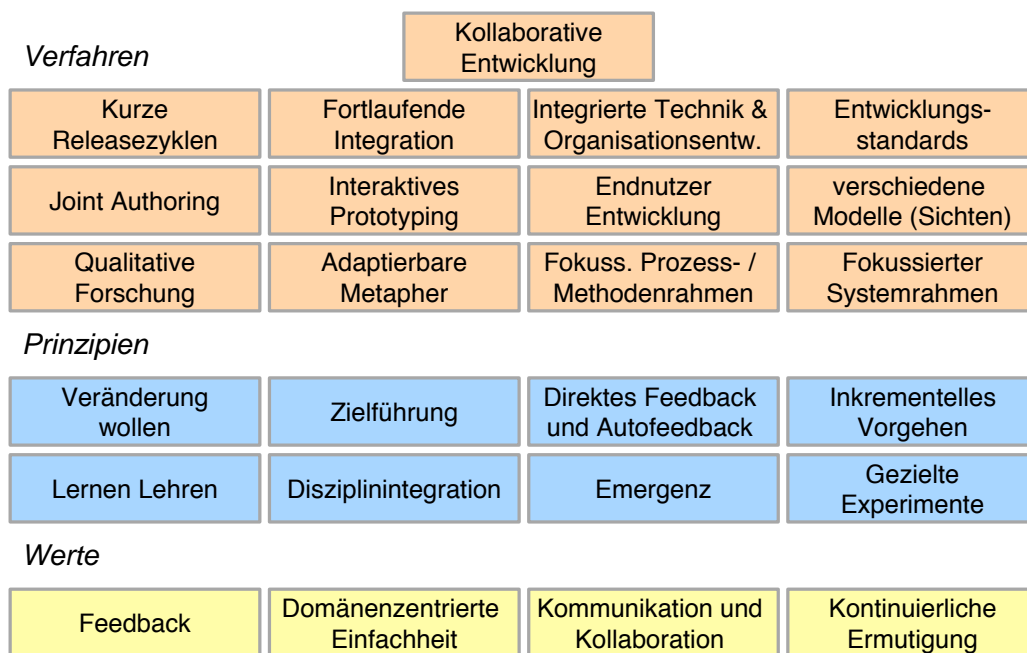 Verfahren
Kollaborative
Entwicklung
Kurze
Releasezyklen
Fortlaufende
Integration
Integrierte Technik &
Organisationsentw.
Entwicklungs-
standards
Joint Authoring
Interaktives
Prototyping
Endnutzer
Entwicklung
verschiedene
Modelle (Sichten)
Qualitative
Forschung
Adaptierbare
Metapher
Fokuss. Prozess- /
Methodenrahmen
Fokussierter
Systemrahmen
Prinzipien
Veränderung
wollen
Zielführung
Direktes Feedback
und Autofeedback
Inkrementelles
Vorgehen
Lernen Lehren
Disziplinintegration
Emergenz
Gezielte
Experimente
Werte
Feedback
Domänenzentrierte
Einfachheit
Kommunikation und
Kollaboration
Kontinuierliche
Ermutigung